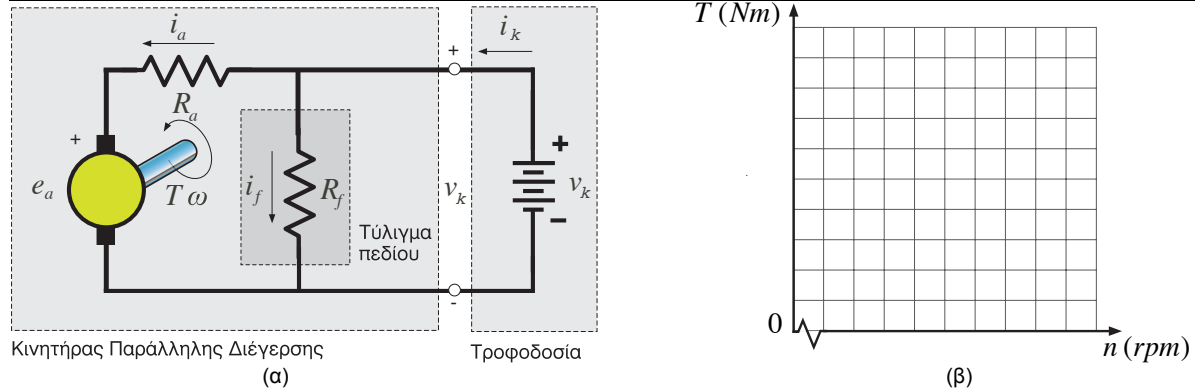 i_a
R_a
+
e_a
T ω
i_f
R_f
Τύλιγμα
πεδίου
+
v_k
-
i_k
+
v_k
-
Κινητήρας Παράλληλης Διέγερσης
Τροφοδοσία
(α)
T (Nm)
0
n (rpm)
(β)